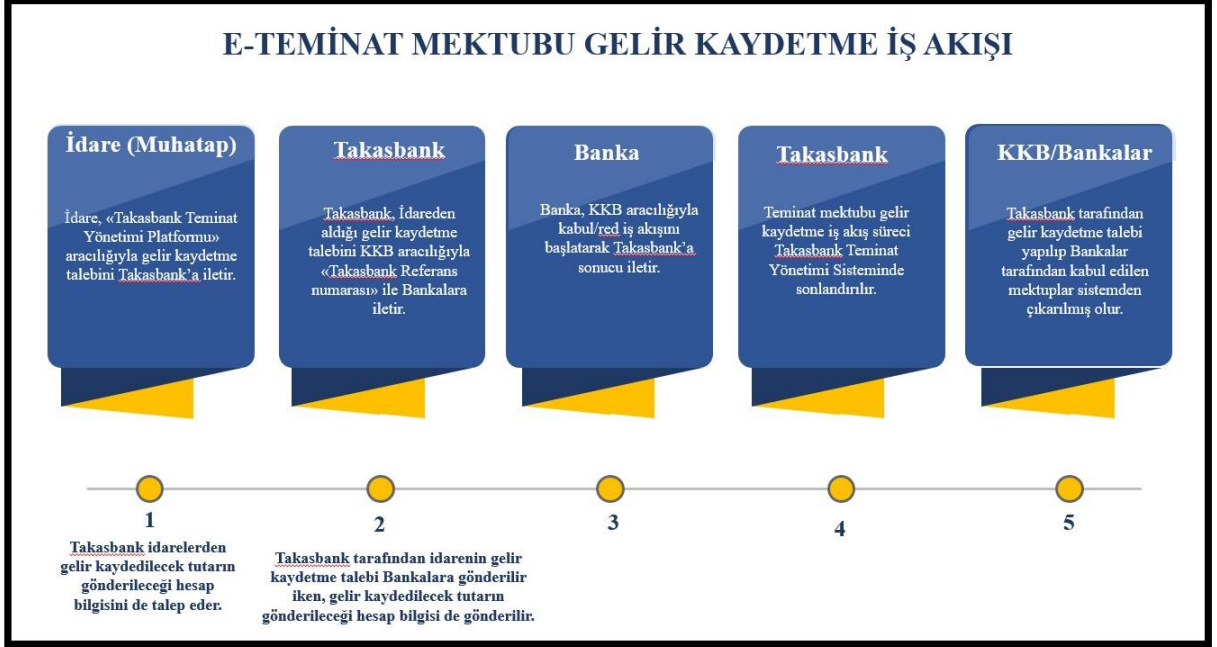 E-TEMİNAT MEKTUBU GELİR KAYDETME İŞ AKIŞI
İdare (Muhatap)
İdare, «Takasbank Teminat
Yönetimi Platformu»
aracılığıyla gelir kaydetme
talebini Takasbank’a iletir.
Takasbank
Takasbank, İdareden
aldığı gelir kaydetme
talebini KKB aracılığıyla
«Takasbank Referans
numarası» ile Bankalara
iletir.
Banka
Banka, KKB aracılığıyla
kabul/red iş akışını
başlatarak Takasbank’a
sonucu iletir.
Takasbank
Teminat mektubu gelir
kaydetme iş akış süreci
Takasbank Teminat
Yönetimi Sisteminde
sonlandırılır.
KKB/Bankalar
Takasbank tarafından
gelir kaydetme talebi
yapılıp Bankalar
tarafından kabul edilen
mektuplar sistemden
çıkarılmış olur.
1
Takasbank idarelerden
gelir kaydedilecek tutarın
gönderileceği hesap
bilgisini de talep eder.
2
Takasbank tarafından idarenin gelir
kaydetme talebi Bankalara gönderilir
iken, gelir kaydedilecek tutarın
gönderileceği hesap bilgisi de gönderilir.
3
4
5